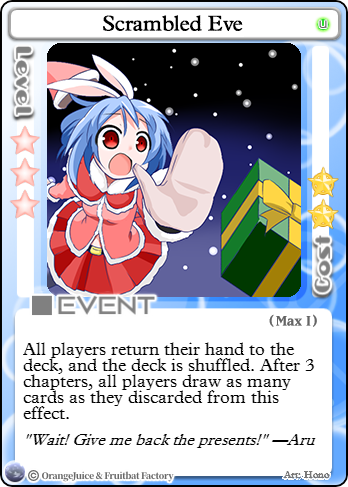 Scrambled Eve
U
Level
Cost
EVENT
(Max 1)
All players return their hand to the
deck, and the deck is shuffled. After 3
chapters, all players draw as many
cards as they discarded from this
effect.
"Wait! Give me back the presents!" —Aru
© OrangeJuice & Fruitbat Factory
Art: Hono